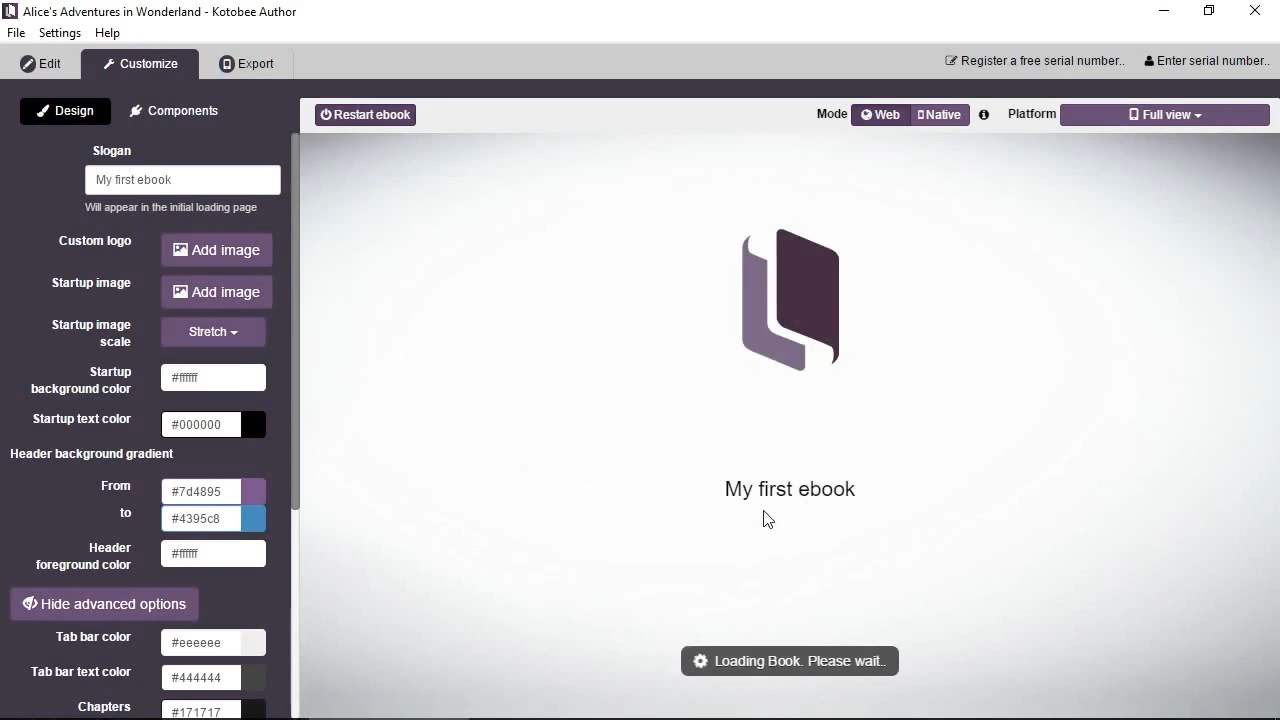 Alice's Adventures in Wonderland - Kotobee Author
File Settings Help
Edit Customize Export Register a free serial number.. Enter serial number..
Design Components Restart ebook Mode Web Native Platform Full view
Slogan
My first ebook
Will appear in the initial loading page
Custom logo Add image
Startup image Add image
Startup image scale Stretch
Startup background color #ffffff
Startup text color #000000
Header background gradient
From #7d4895
to #4395c8
Header foreground color #ffffff
Hide advanced options
Tab bar color #eeeeee
Tab bar text color #444444
Chapters #171717
My first ebook
Loading Book. Please wait..